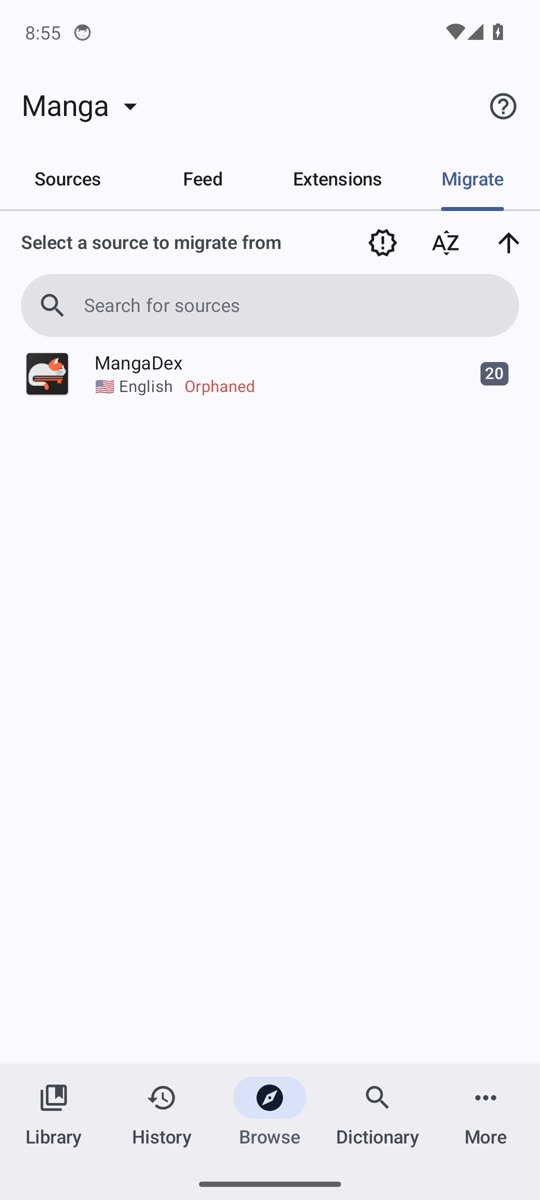 8:55
Manga
Sources Feed Extensions Migrate
Select a source to migrate from AZ
Search for sources
MangaDex
English Orphaned
20
Library History Browse Dictionary More